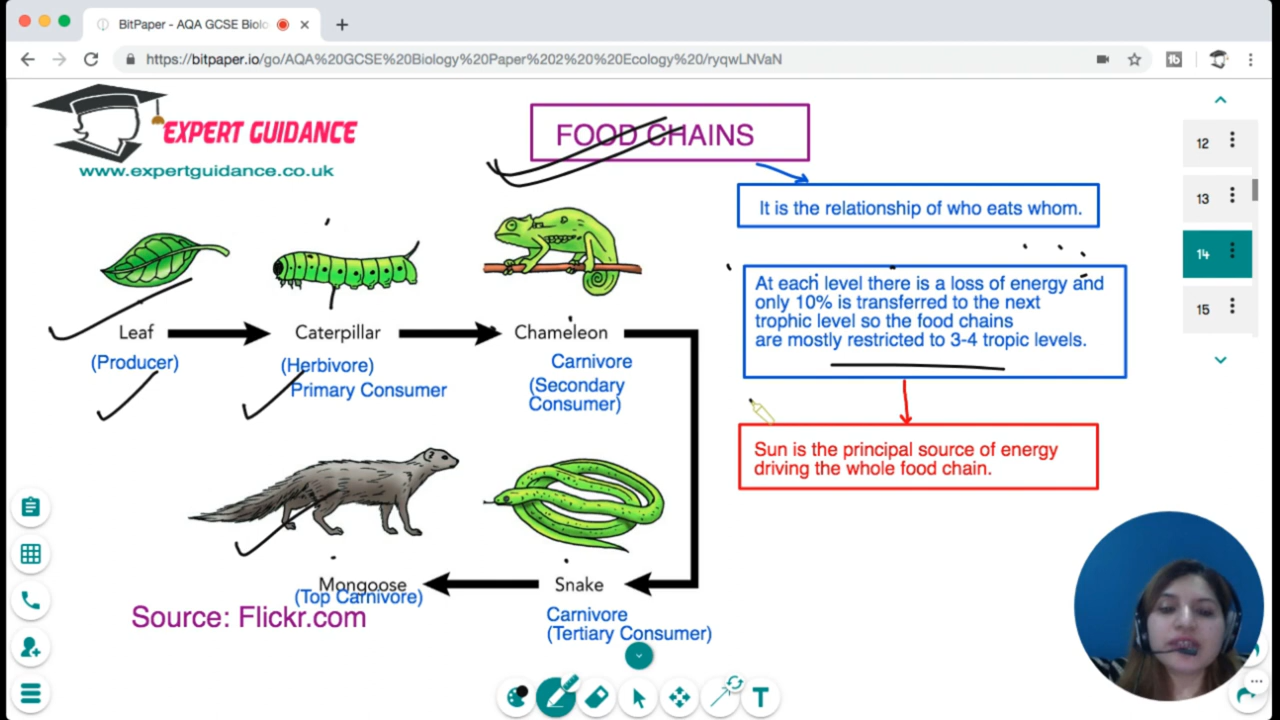 BitPaper - AQA GCSE Biolo
https://bitpaper.io/go/AQA%20GCSE%20Biology%20Paper%202%20%20Ecology%20/ryqwLNVaN
EXPERT GUIDANCE
www.expertguidance.co.uk
FOOD CHAINS
It is the relationship of who eats whom.
At each level there is a loss of energy and
only 10% is transferred to the next
trophic level so the food chains
are mostly restricted to 3-4 tropic levels.
Sun is the principal source of energy
driving the whole food chain.
Leaf
(Producer)
Caterpillar
(Herbivore)
Primary Consumer
Chameleon
Carnivore
(Secondary
Consumer)
Mongoose
(Top Carnivore)
Snake
Carnivore
(Tertiary Consumer)
Source: Flickr.com
12
13
14
15
T